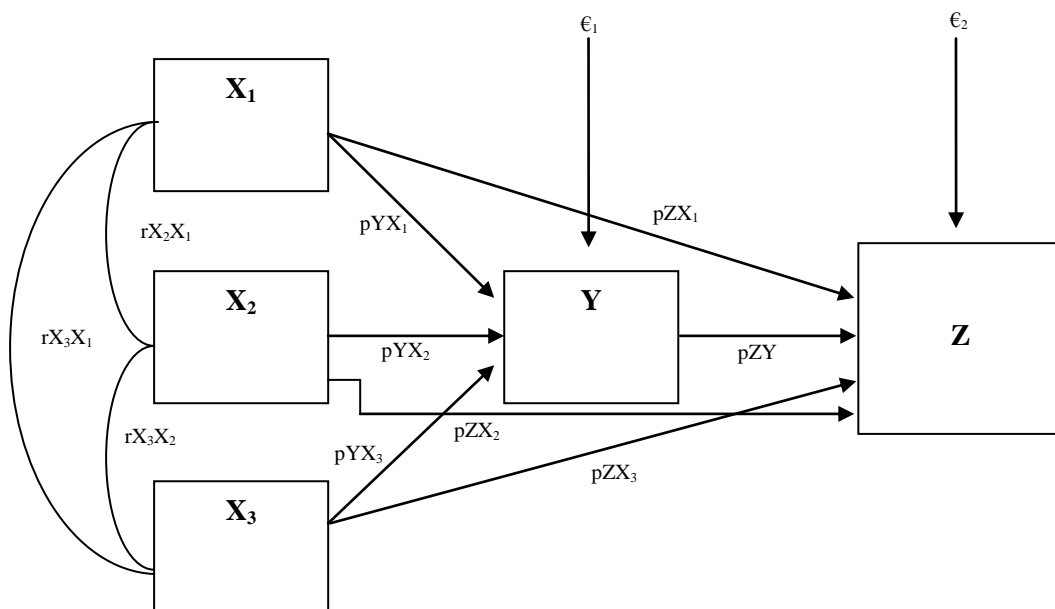 €₁
€₂
X₁
pZX₁
pYX₁
rX₂X₁
X₂
Y
Z
rX₃X₁
pYX₂
pZY
rX₃X₂
pZX₂
pYX₃
pZX₃
X₃